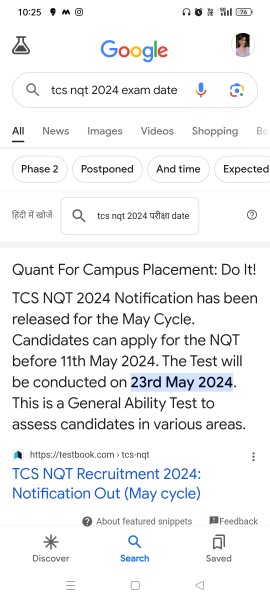 10:25
76
Google
tcs nqt 2024 exam date
All News Images Videos Shopping Bo
Phase 2 Postponed And time Expected
हिंदी में खोजें tcs nqt 2024 परीक्षा date
Quant For Campus Placement: Do It!
TCS NQT 2024 Notification has been
released for the May Cycle.
Candidates can apply for the NQT
before 11th May 2024. The Test will
be conducted on 23rd May 2024.
This is a General Ability Test to
assess candidates in various areas.
https://testbook.com › tcs-nqt
TCS NQT Recruitment 2024:
Notification Out (May cycle)
About featured snippets Feedback
Discover Search Saved